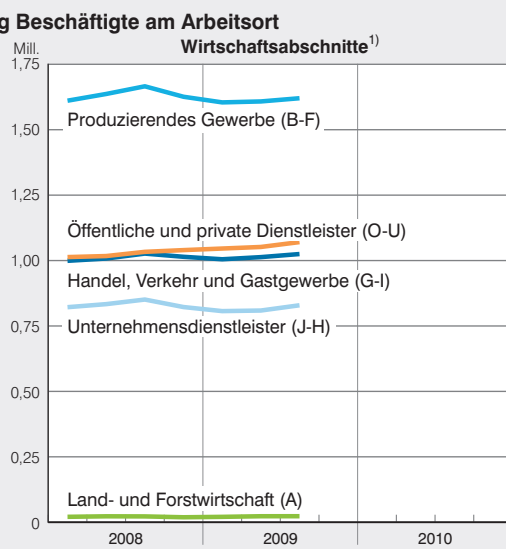 g Beschäftigte am Arbeitsort
Mill.
Wirtschaftsabschnitte1)
1,75
Produzierendes Gewerbe (B-F)
1,50
1,25
Öffentliche und private Dienstleister (O-U)
1,00
Handel, Verkehr und Gastgewerbe (G-I)
0,75
Unternehmensdienstleister (J-H)
0,50
0,25
Land- und Forstwirtschaft (A)
0
2008 2009 2010